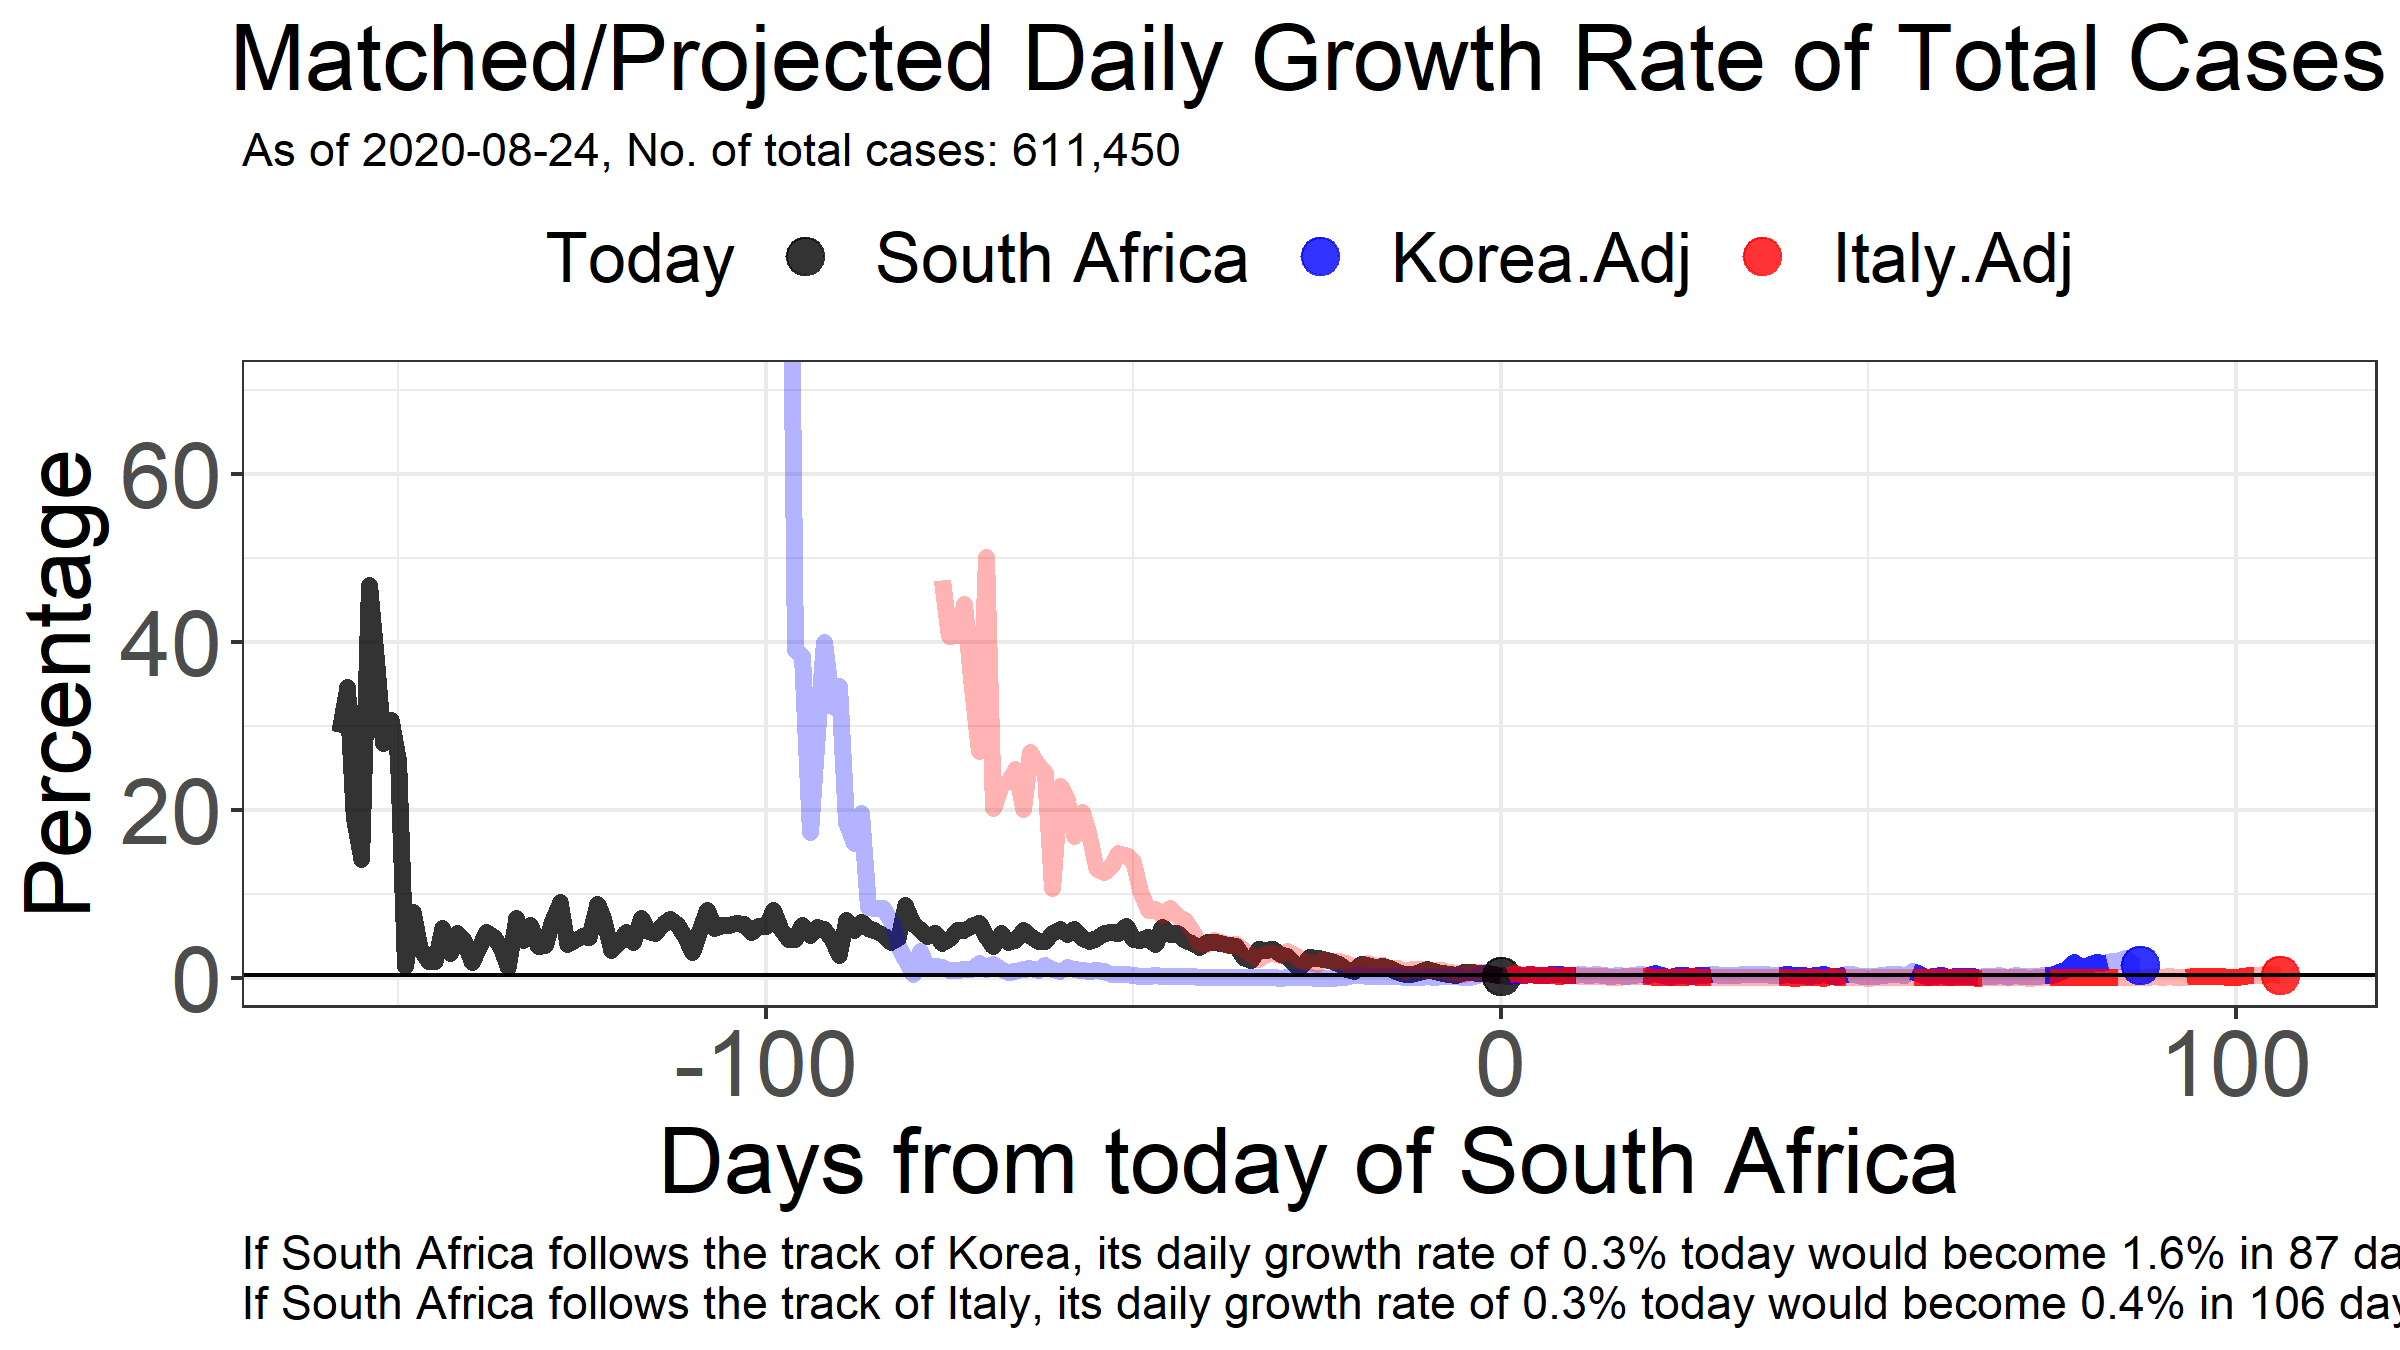 Matched/Projected Daily Growth Rate of Total Cases
As of 2020-08-24, No. of total cases: 611,450
Today South Africa Korea.Adj Italy.Adj
Percentage
60
40
20
0
-100 0 100
Days from today of South Africa
If South Africa follows the track of Korea, its daily growth rate of 0.3% today would become 1.6% in 87 da
If South Africa follows the track of Italy, its daily growth rate of 0.3% today would become 0.4% in 106 day